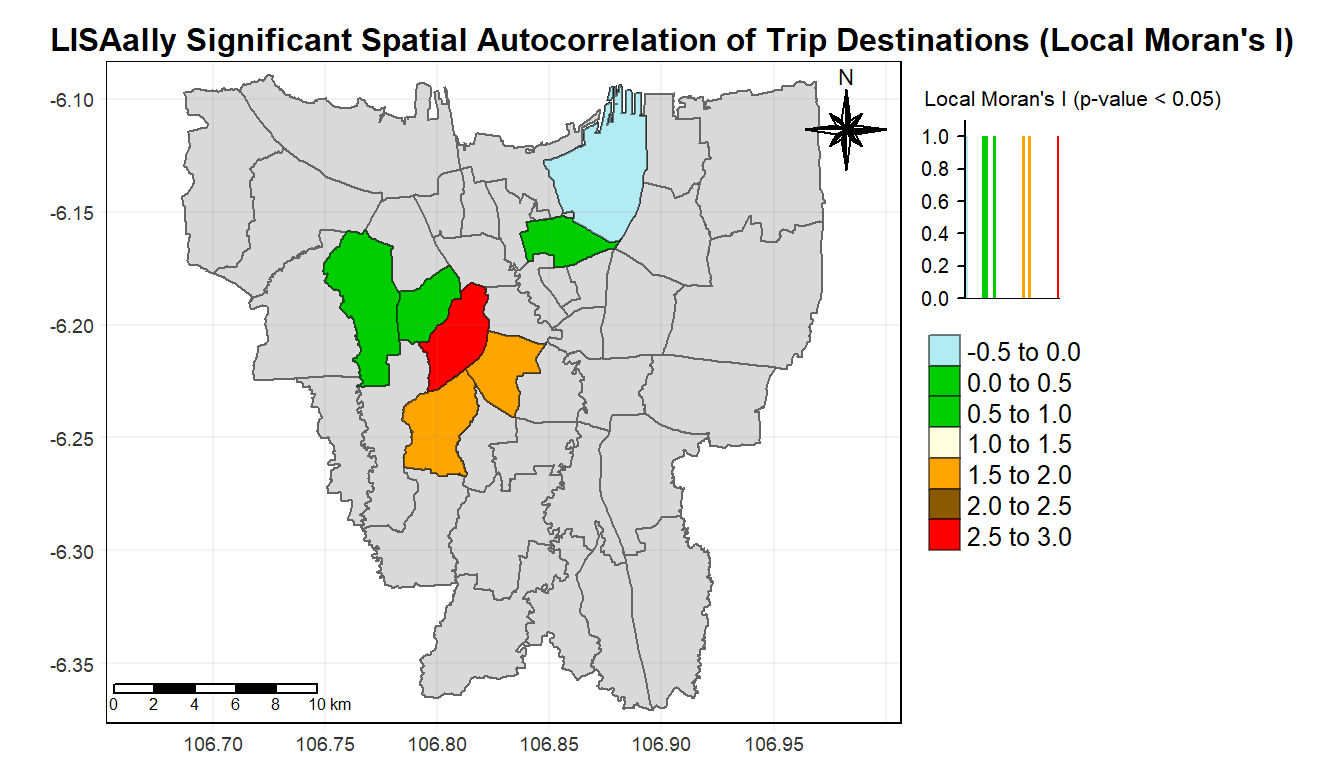 LISAally Significant Spatial Autocorrelation of Trip Destinations (Local Moran's I)
N
-6.10
-6.15
-6.20
-6.25
-6.30
-6.35
0 2 4 6 8 10 km
106.70 106.75 106.80 106.85 106.90 106.95
Local Moran's I (p-value < 0.05)
1.0
0.8
0.6
0.4
0.2
0.0
-0.5 to 0.0
0.0 to 0.5
0.5 to 1.0
1.0 to 1.5
1.5 to 2.0
2.0 to 2.5
2.5 to 3.0